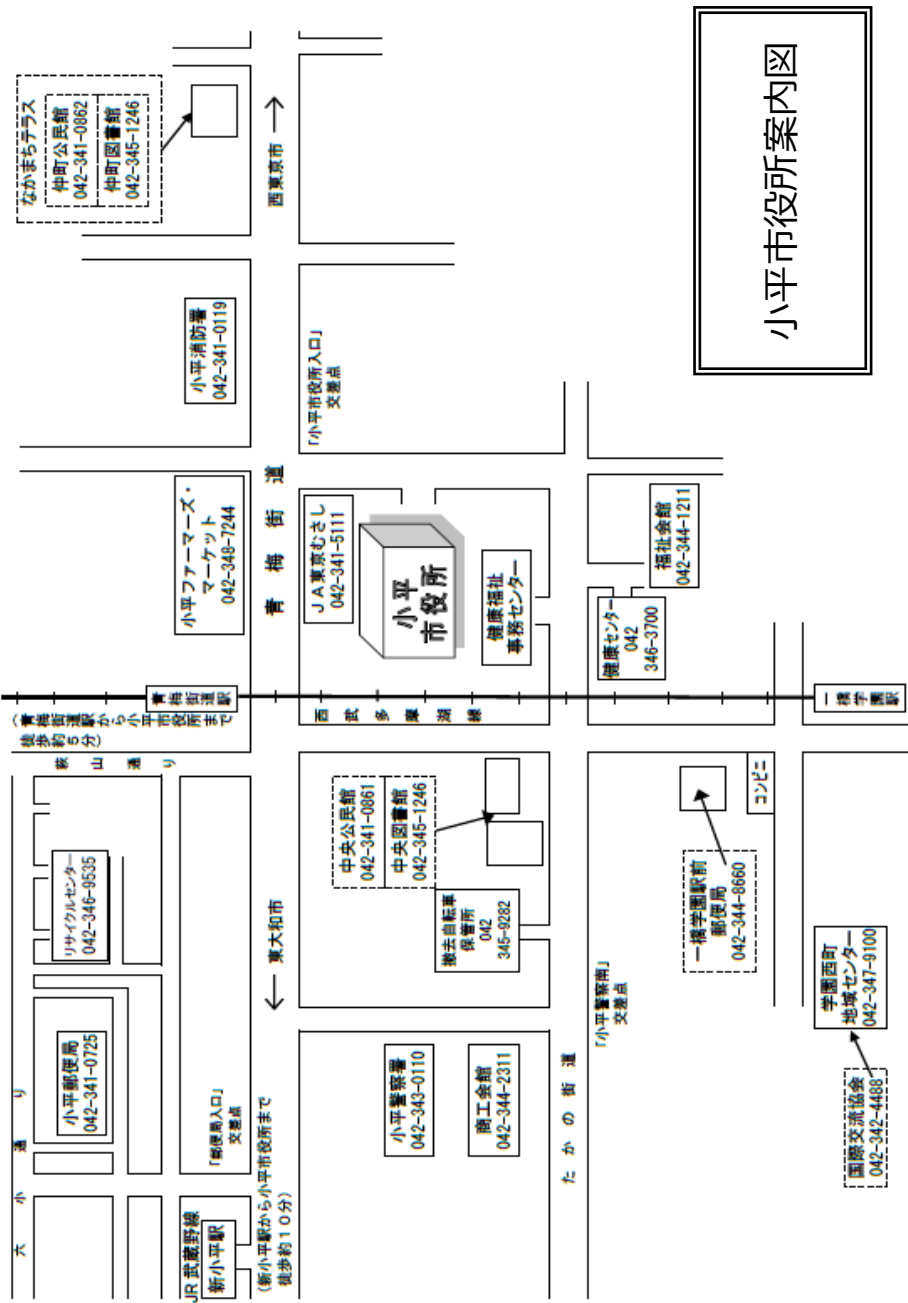 小平市役所案内図
六小通り
小平郵便局
042-341-0725
リサイクルセンター
042-346-9535
萩山通り
(青梅街道駅から小平市役所まで
徒歩約5分)
青梅街道駅
小平ファーマーズ・
マーケット
042-348-7244
小平消防署
042-341-0119
なかまちテラス
仲町公民館
042-341-0862
仲町図書館
042-345-1246
JR武蔵野線
新小平駅
「郵便局入口」
交差点
(新小平駅から小平市役所まで
徒歩約10分)
← 東大和市
青梅街道
西東京市 →
小平警察署
042-343-0110
商工会館
042-344-2311
中央公民館
042-341-0861
中央図書館
042-345-1246
撤去自転車
保管所
042
345-9282
西武多摩湖線
JA東京むさし
042-341-5111
小平
市役所
健康福祉
事務センター
「小平市役所入口」
交差点
たかの街道
「小平警察南」
交差点
健康センター
042
346-3700
福祉会館
042-344-1211
一橋学園駅前
郵便局
042-344-8660
コンビニ
一橋学園駅
学園西町
地域センター
042-347-9100
国際交流協会
042-342-4488